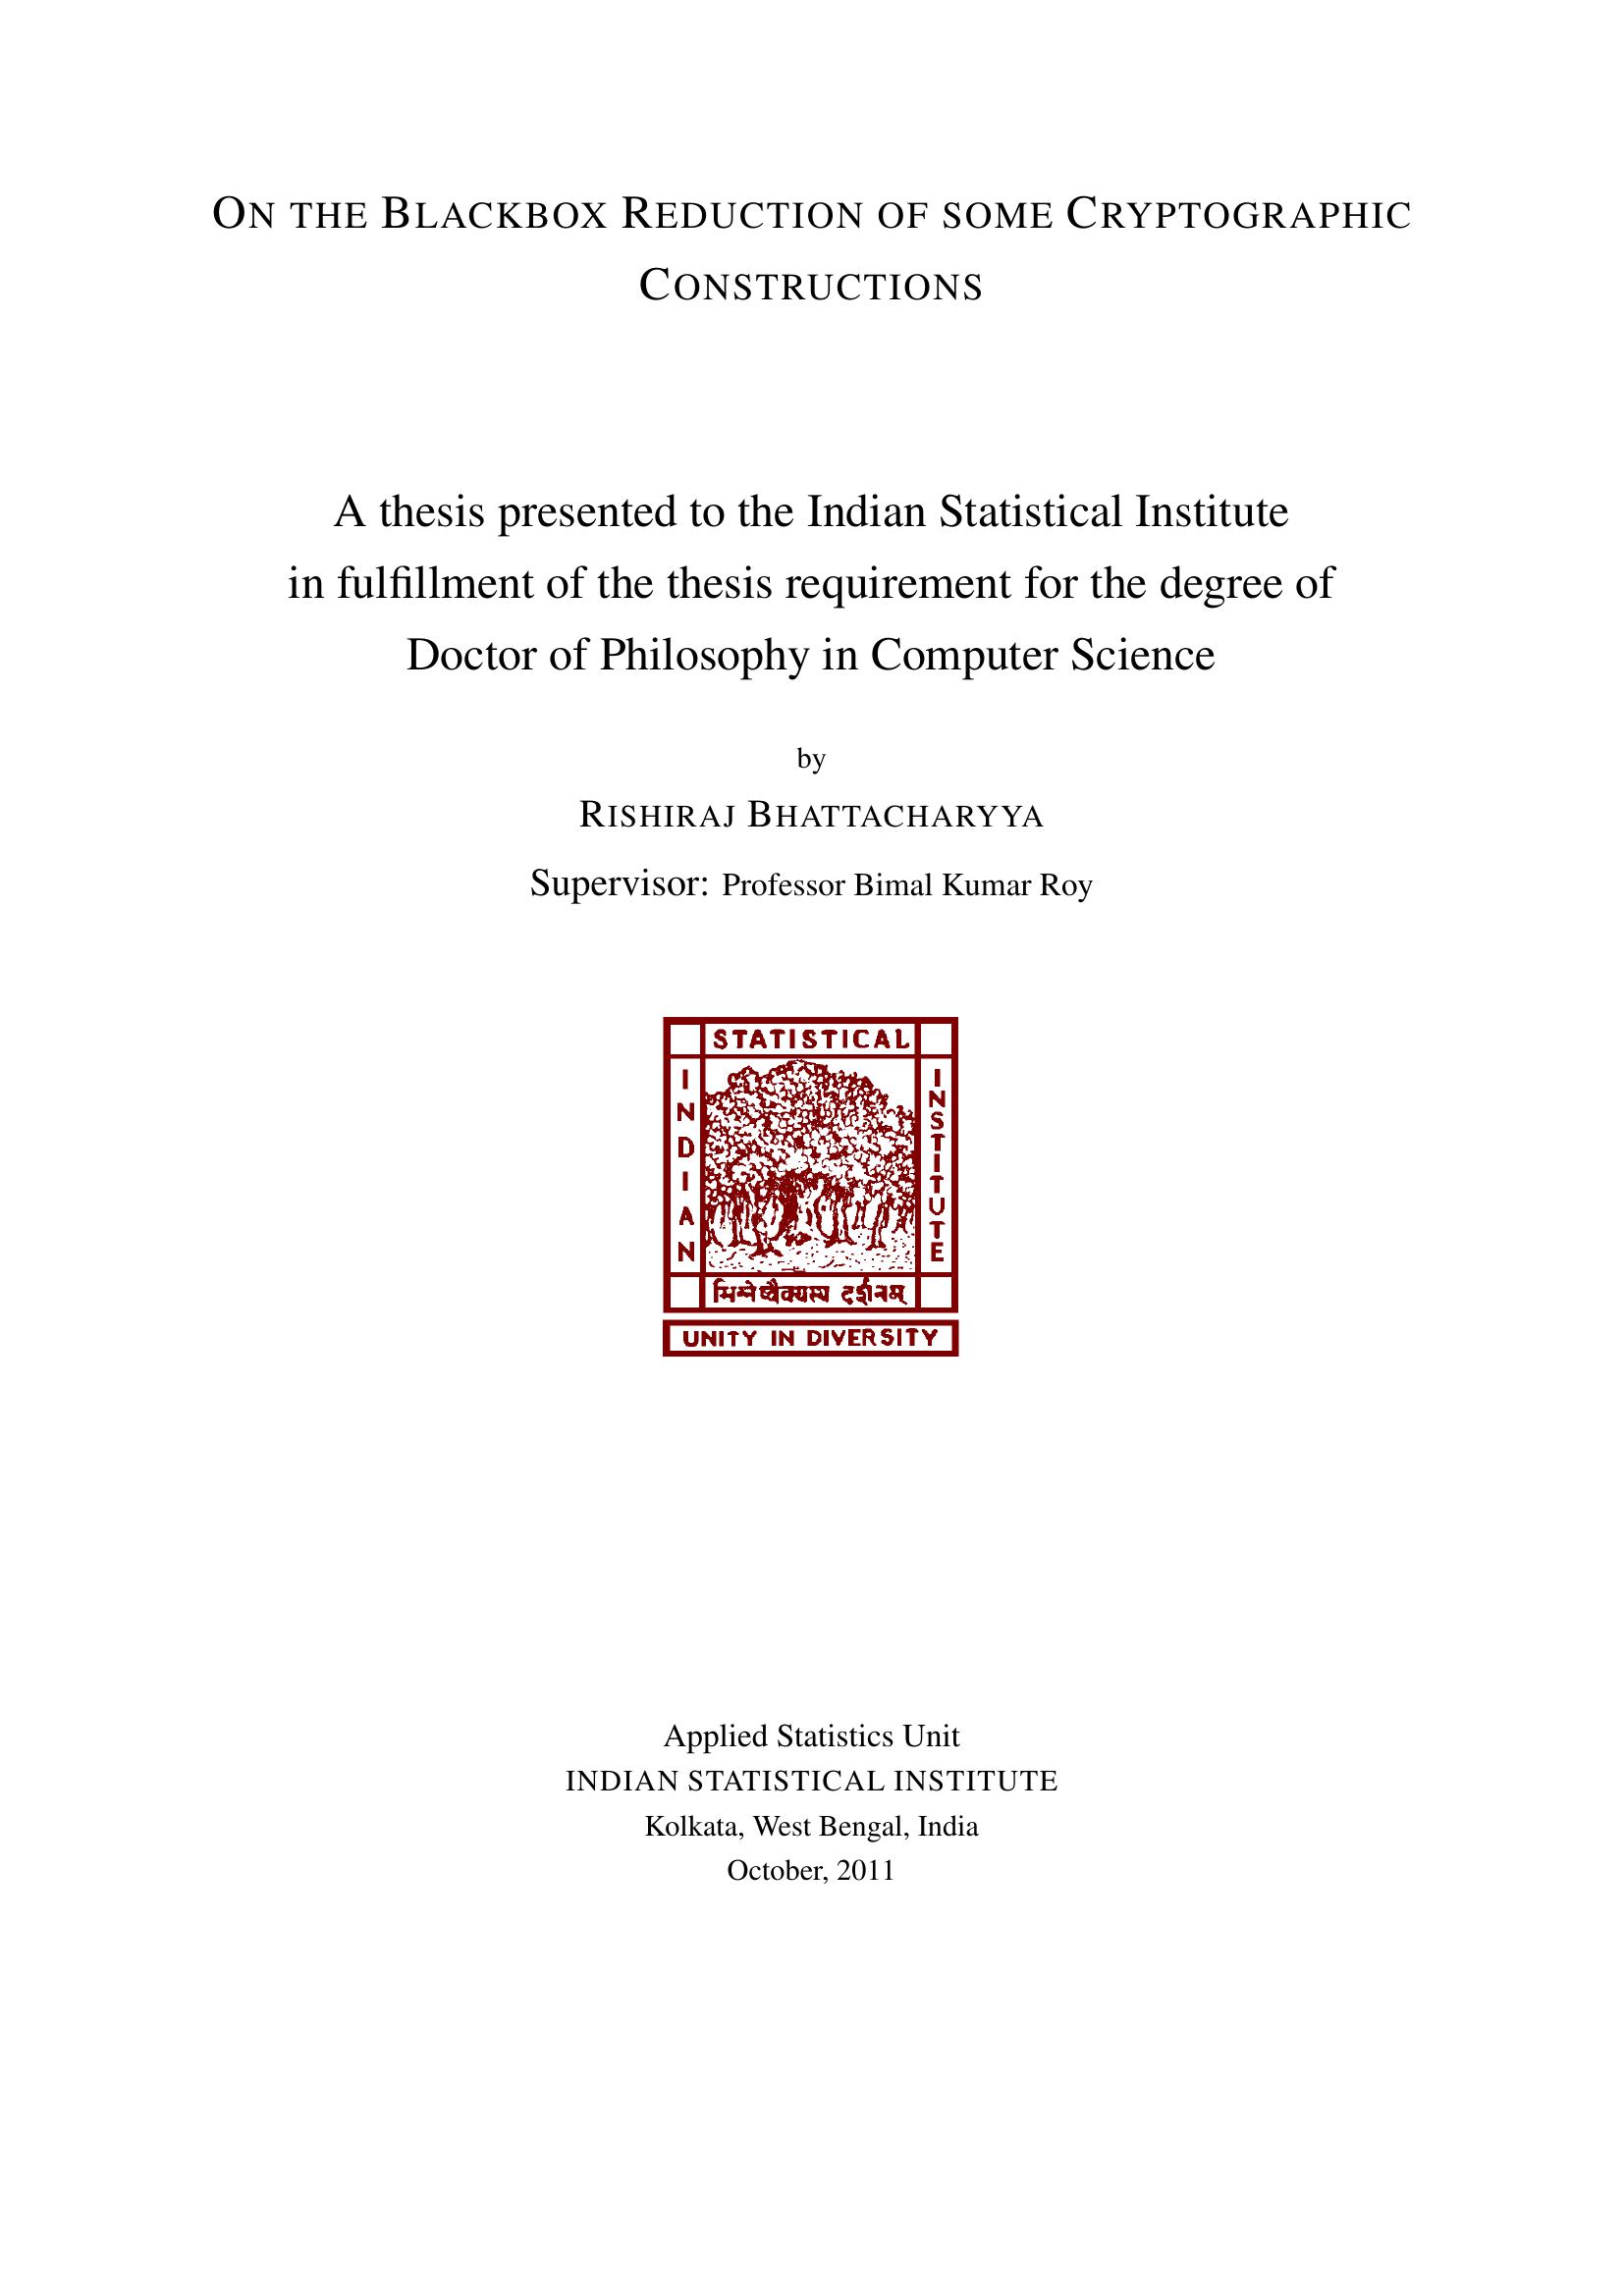 ON THE BLACKBOX REDUCTION OF SOME CRYPTOGRAPHIC
CONSTRUCTIONS
A thesis presented to the Indian Statistical Institute
in fulfillment of the thesis requirement for the degree of
Doctor of Philosophy in Computer Science
by
RISHIRAJ BHATTACHARYYA
Supervisor: Professor Bimal Kumar Roy
STATISTICAL
INDIAN
INSTITUTE
भिन्नेष्वैक्यस्य दर्शनम्
UNITY IN DIVERSITY
Applied Statistics Unit
INDIAN STATISTICAL INSTITUTE
Kolkata, West Bengal, India
October, 2011